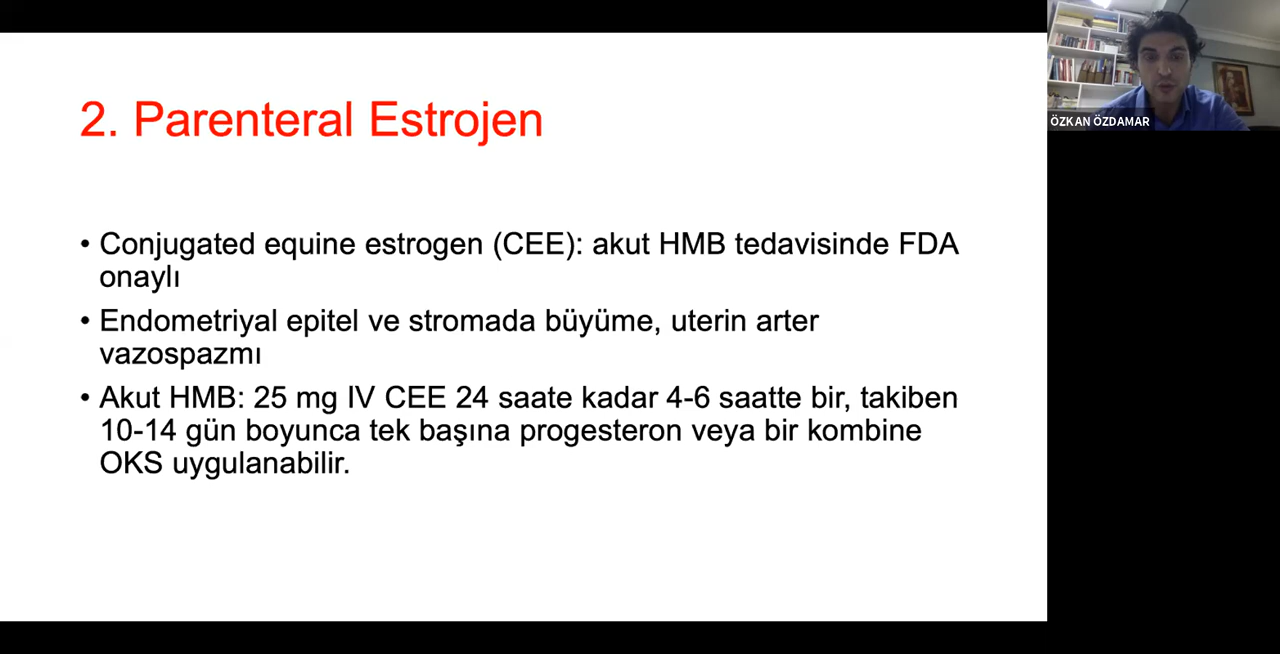 2. Parenteral Estrojen
• Conjugated equine estrogen (CEE): akut HMB tedavisinde FDA
onaylı
• Endometriyal epitel ve stromada büyüme, uterin arter
vazospazmı
• Akut HMB: 25 mg IV CEE 24 saate kadar 4-6 saatte bir, takiben
10-14 gün boyunca tek başına progesteron veya bir kombine
OKS uygulanabilir.
ÖZKAN ÖZDAMAR